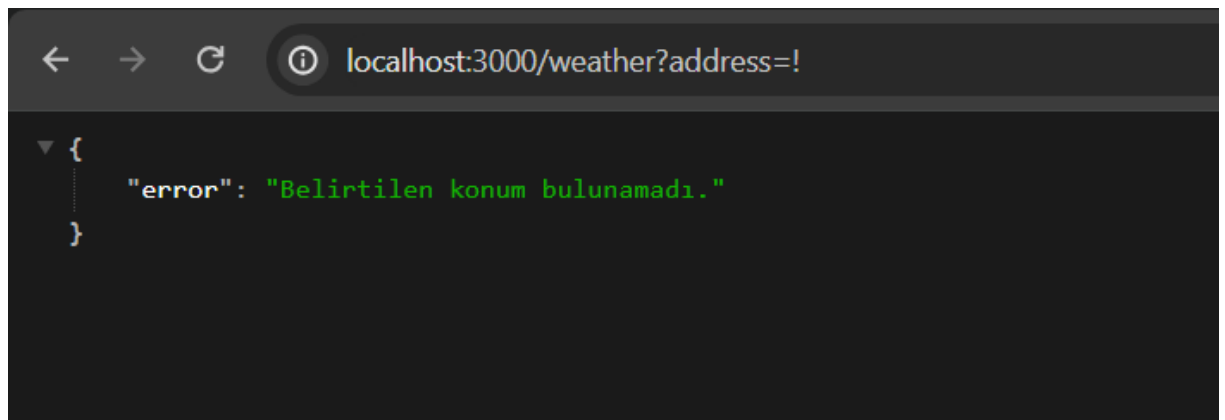 localhost:3000/weather?address=!
{
"error": "Belirtilen konum bulunamadı."
}